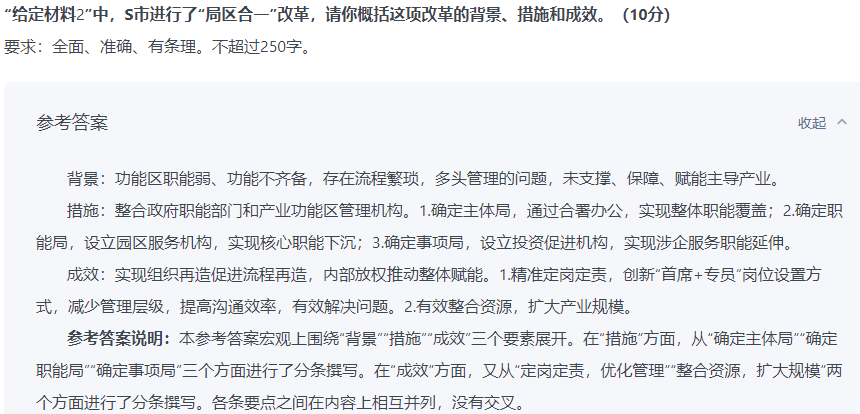 “给定材料2”中，S市进行了“局区合一”改革，请你概括这项改革的背景、措施和成效。（10分）
要求：全面、准确、有条理。不超过250字。
参考答案
收起
背景：功能区职能弱、功能不齐备，存在流程繁琐，多头管理的问题，未支撑、保障、赋能主导产业。
措施：整合政府职能部门和产业功能区管理机构。1.确定主体局，通过合署办公，实现整体职能覆盖；2.确定职
能局，设立园区服务机构，实现核心职能下沉；3.确定事项局，设立投资促进机构，实现涉企服务职能延伸。
成效：实现组织再造促进流程再造，内部放权推动整体赋能。1.精准定岗定责，创新“首席+专员”岗位设置方
式，减少管理层级，提高沟通效率，有效解决问题。2.有效整合资源，扩大产业规模。
参考答案说明：本参考答案宏观上围绕“背景”“措施”“成效”三个要素展开。在“措施”方面，从“确定主体局”“确定
职能局”“确定事项局”三个方面进行了分条撰写。在“成效”方面，又从“定岗定责，优化管理”“整合资源，扩大规模”两
个方面进行了分条撰写。各条要点之间在内容上相互并列，没有交叉。